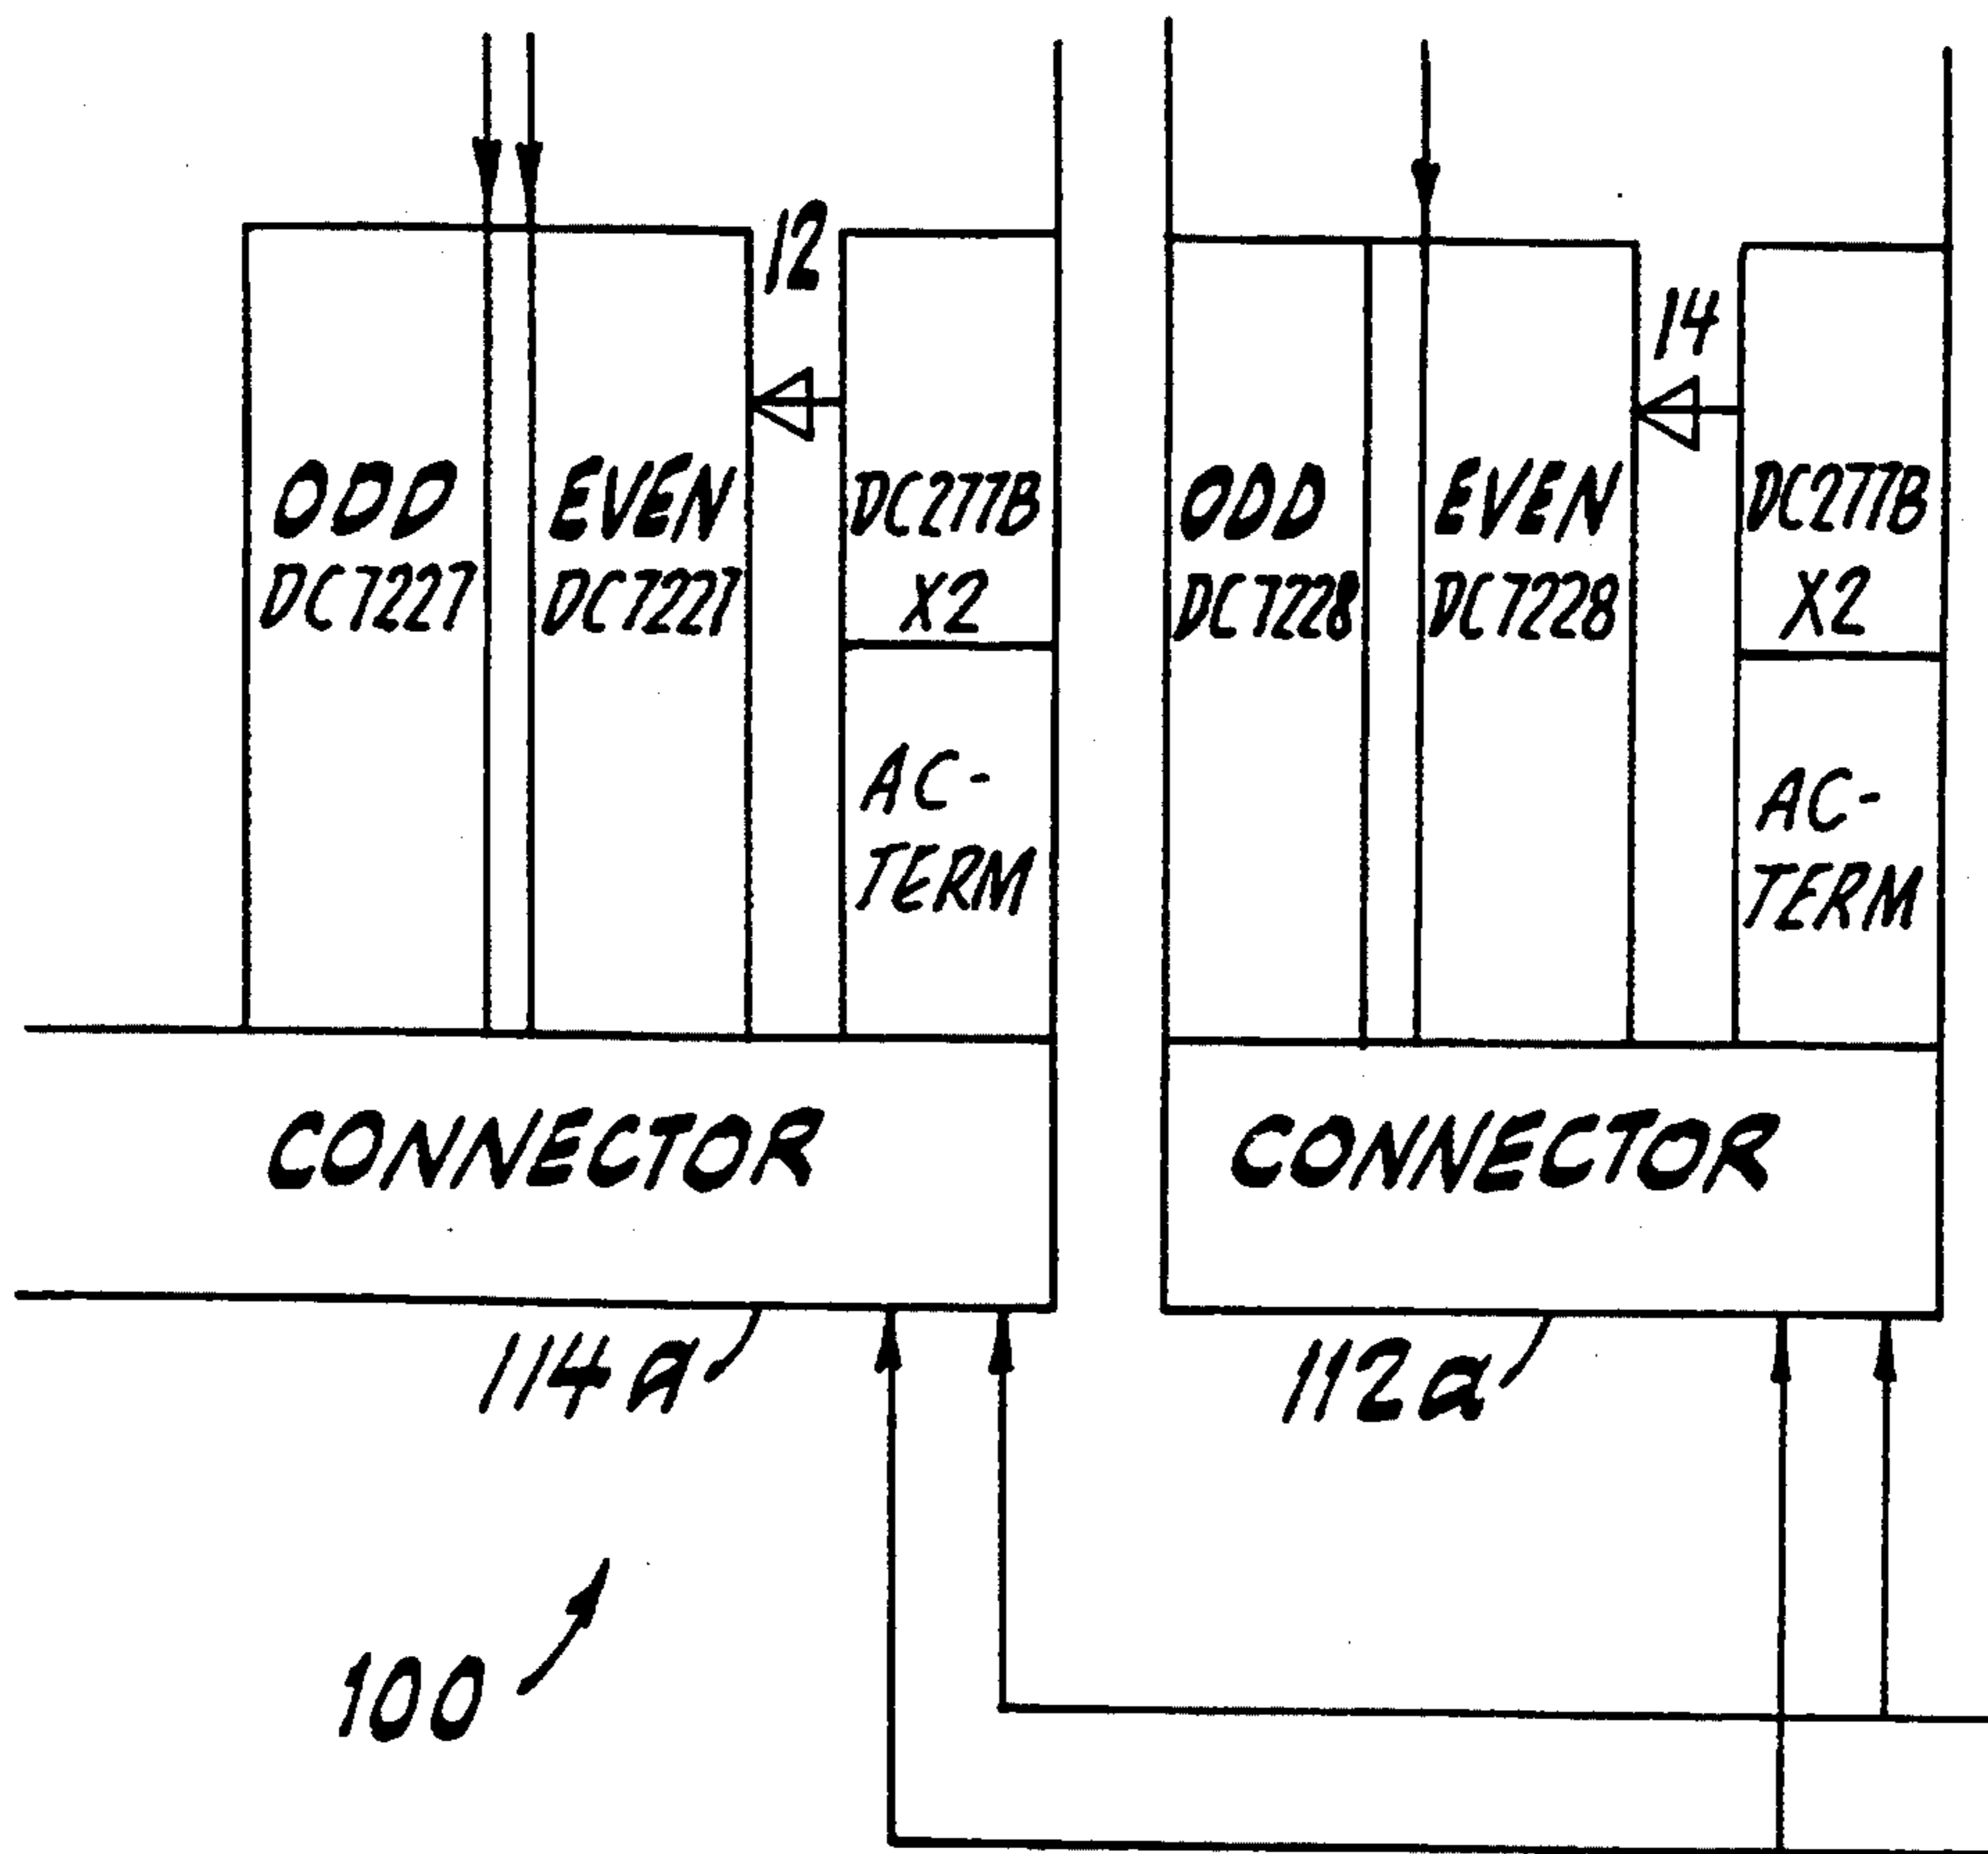 12
14
ODD
DC7227
EVEN
DC7227
DC277B
X2
ODD
DC7228
EVEN
DC7228
DC277B
X2
AC-
TERM
AC-
TERM
CONNECTOR
CONNECTOR
114a
112a
100